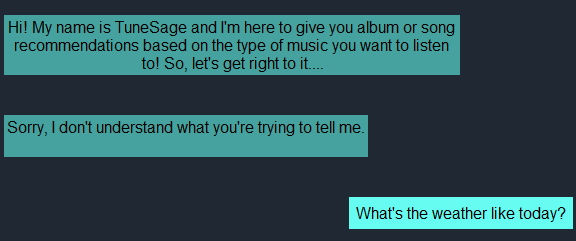 Hi! My name is TuneSage and I'm here to give you album or song
recommendations based on the type of music you want to listen
to! So, let's get right to it....
Sorry, I don't understand what you're trying to tell me.
What's the weather like today?